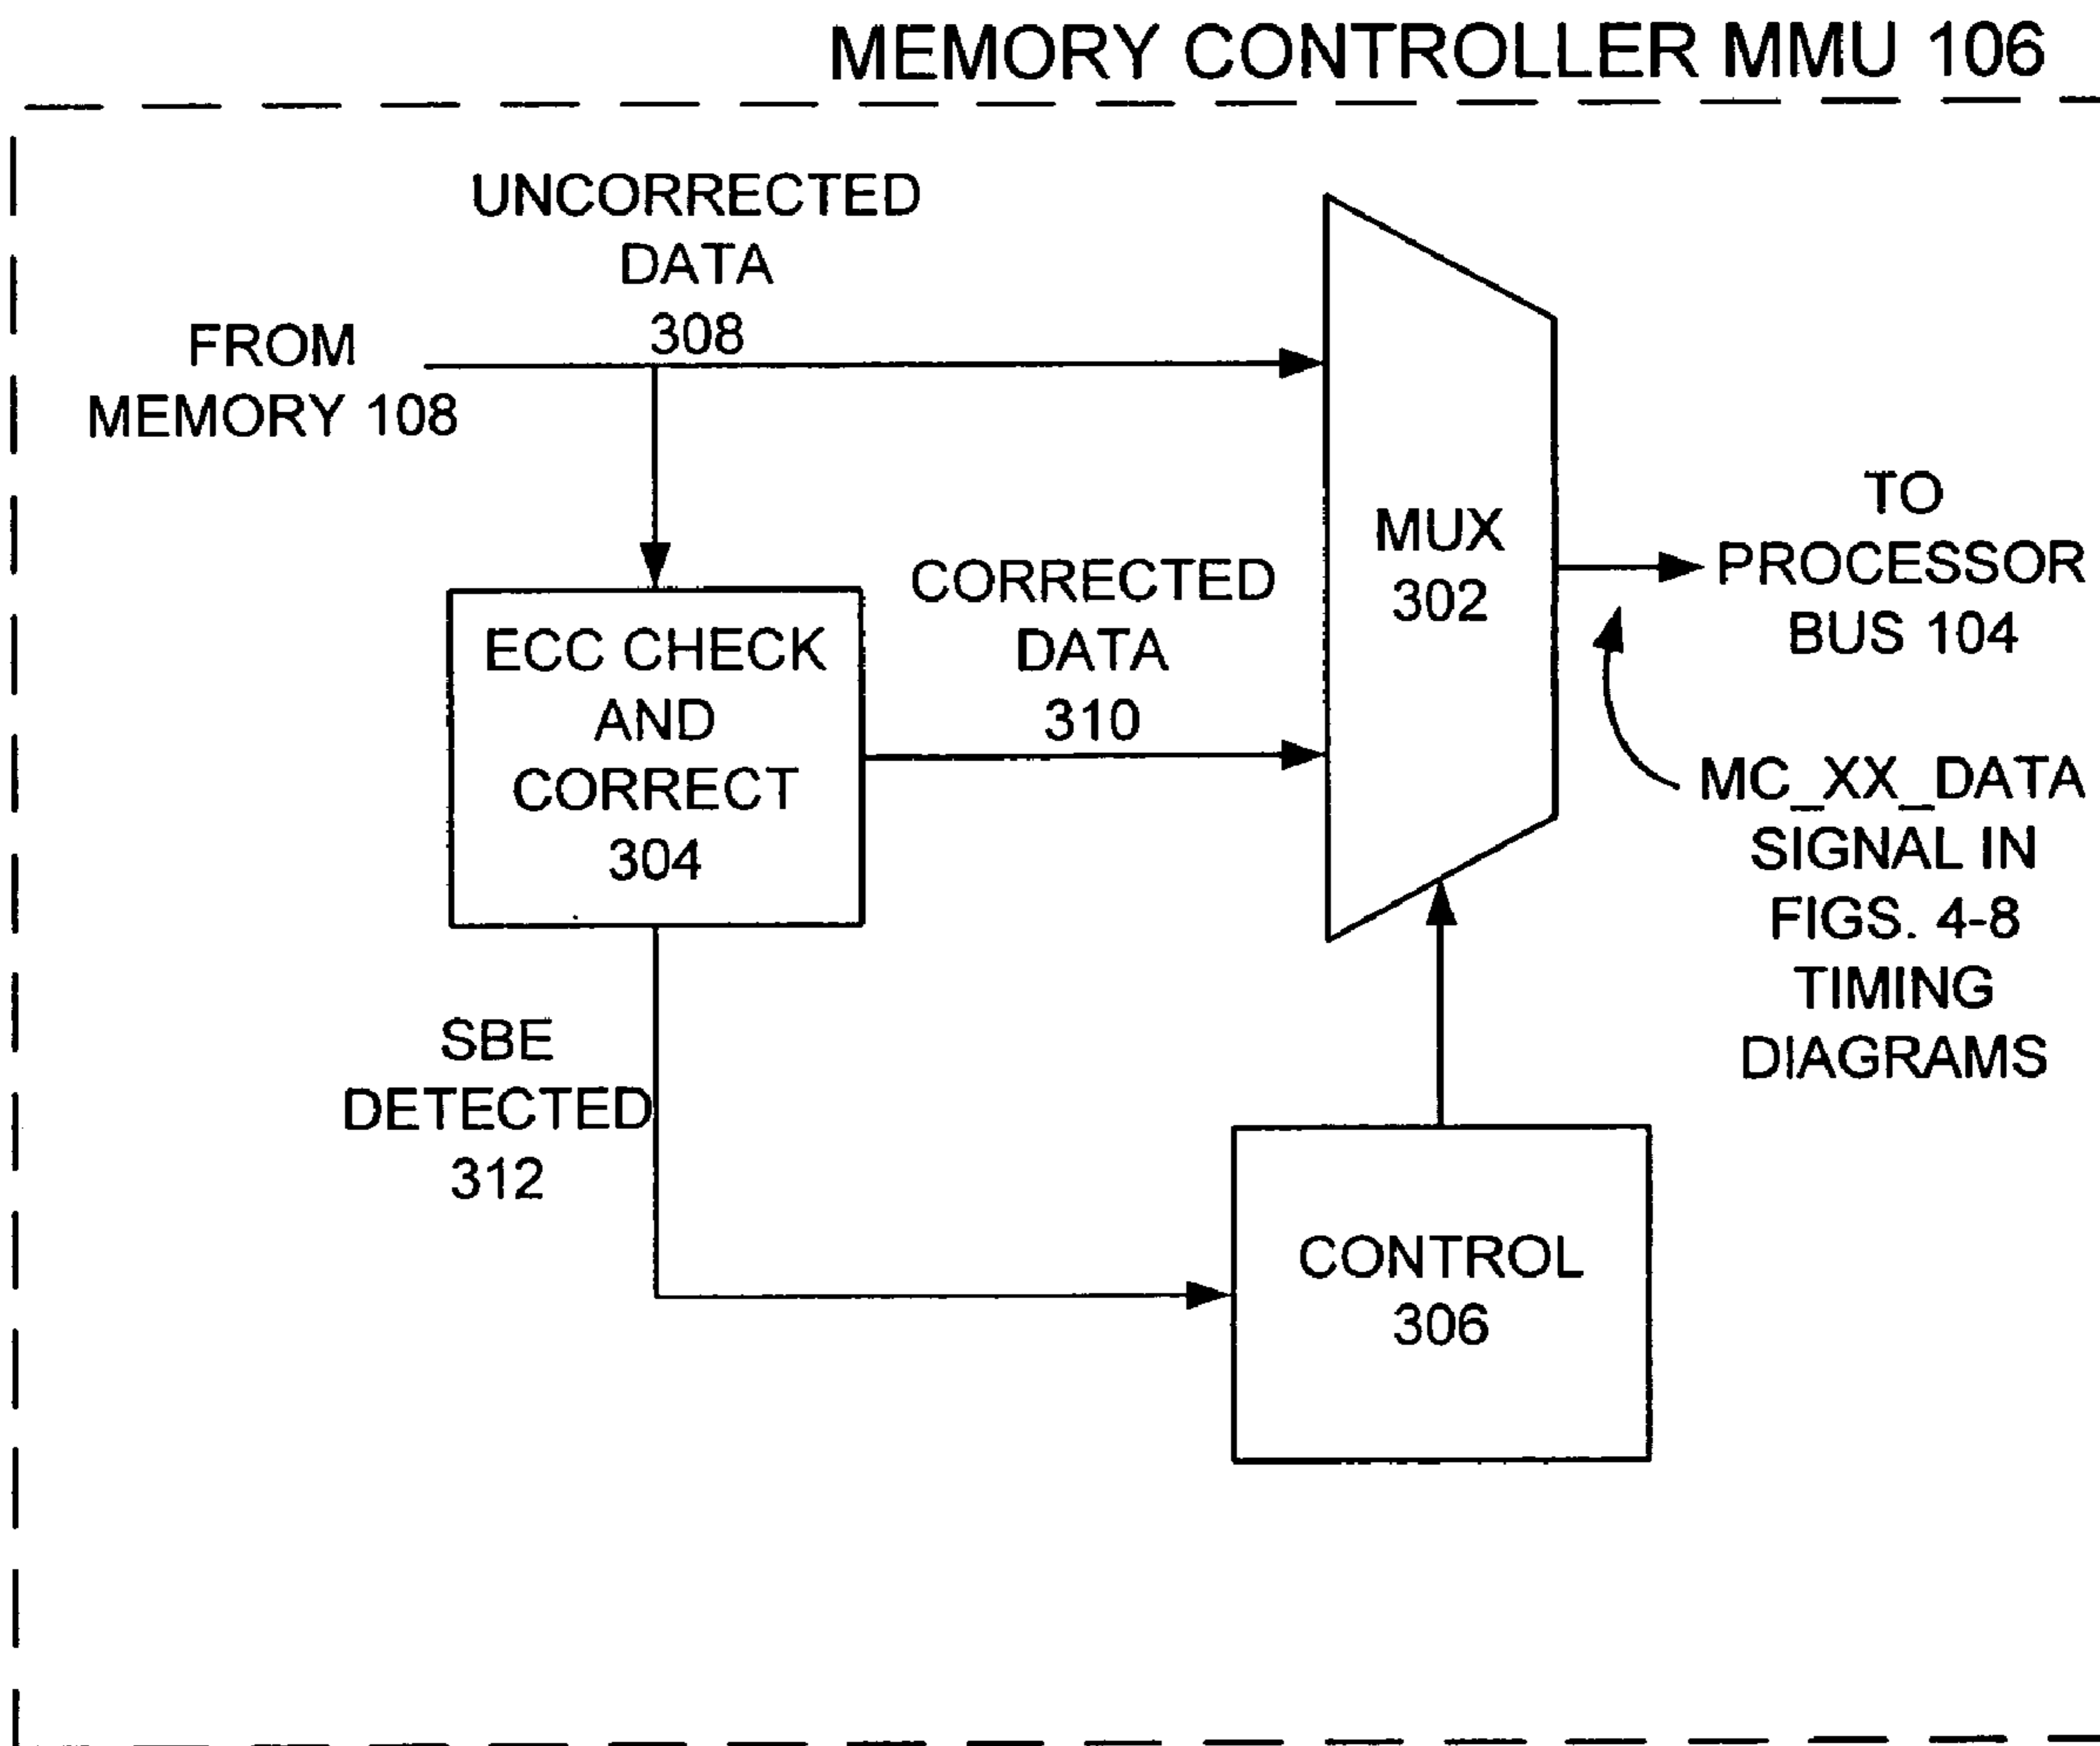 MEMORY CONTROLLER MMU 106
UNCORRECTED
DATA
308
FROM
MEMORY 108
MUX
302
TO
PROCESSOR
BUS 104
CORRECTED
DATA
310
ECC CHECK
AND
CORRECT
304
MC_XX_DATA
SIGNAL IN
FIGS. 4-8
TIMING
DIAGRAMS
SBE
DETECTED
312
CONTROL
306